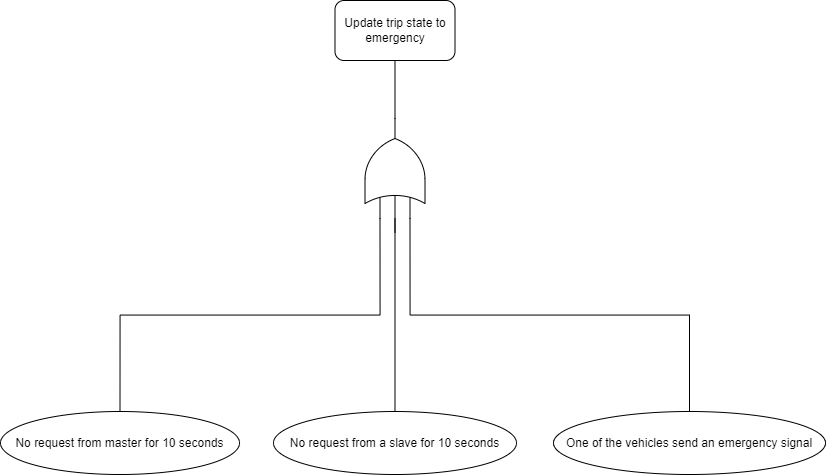 Update trip state to
emergency
No request from master for 10 seconds
No request from a slave for 10 seconds
One of the vehicles send an emergency signal